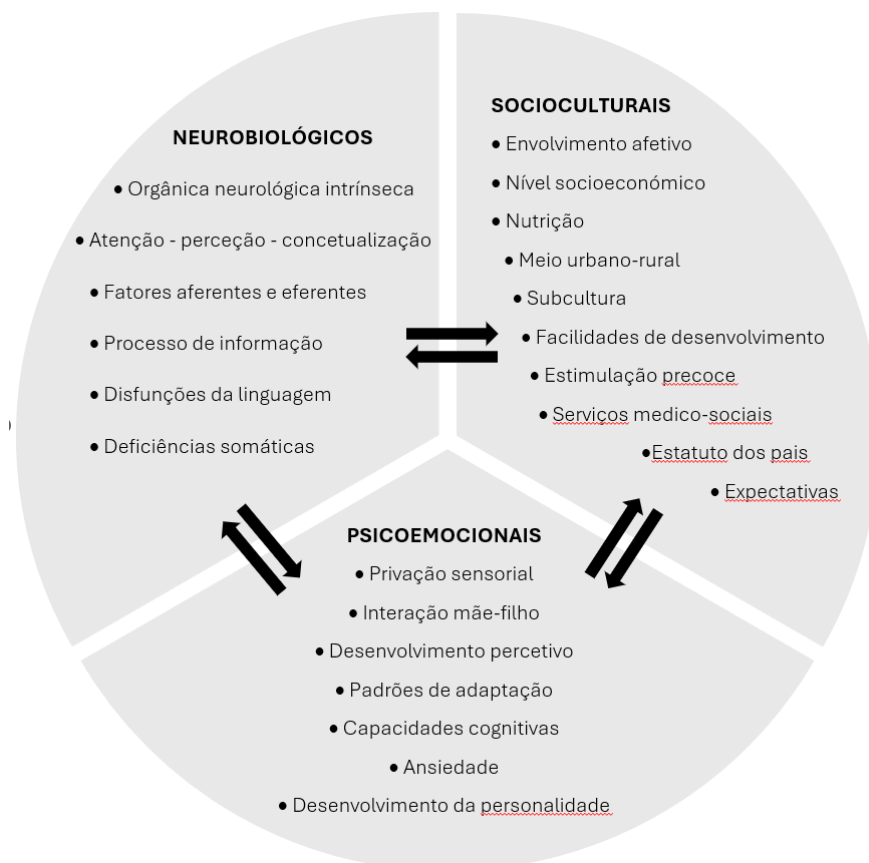 NEUROBIOLÓGICOS
• Orgânica neurológica intrínseca
• Atenção - perceção - concetualização
• Fatores aferentes e eferentes
• Processo de informação
• Disfunções da linguagem
• Deficiências somáticas
SOCIOCULTURAIS
• Envolvimento afetivo
• Nível socioeconómico
• Nutrição
• Meio urbano-rural
• Subcultura
• Facilidades de desenvolvimento
• Estimulação precoce
• Serviços medico-sociais
•Estatuto dos pais
• Expectativas
PSICOEMOCIONAIS
• Privação sensorial
• Interação mãe-filho
• Desenvolvimento percetivo
• Padrões de adaptação
• Capacidades cognitivas
• Ansiedade
• Desenvolvimento da personalidade